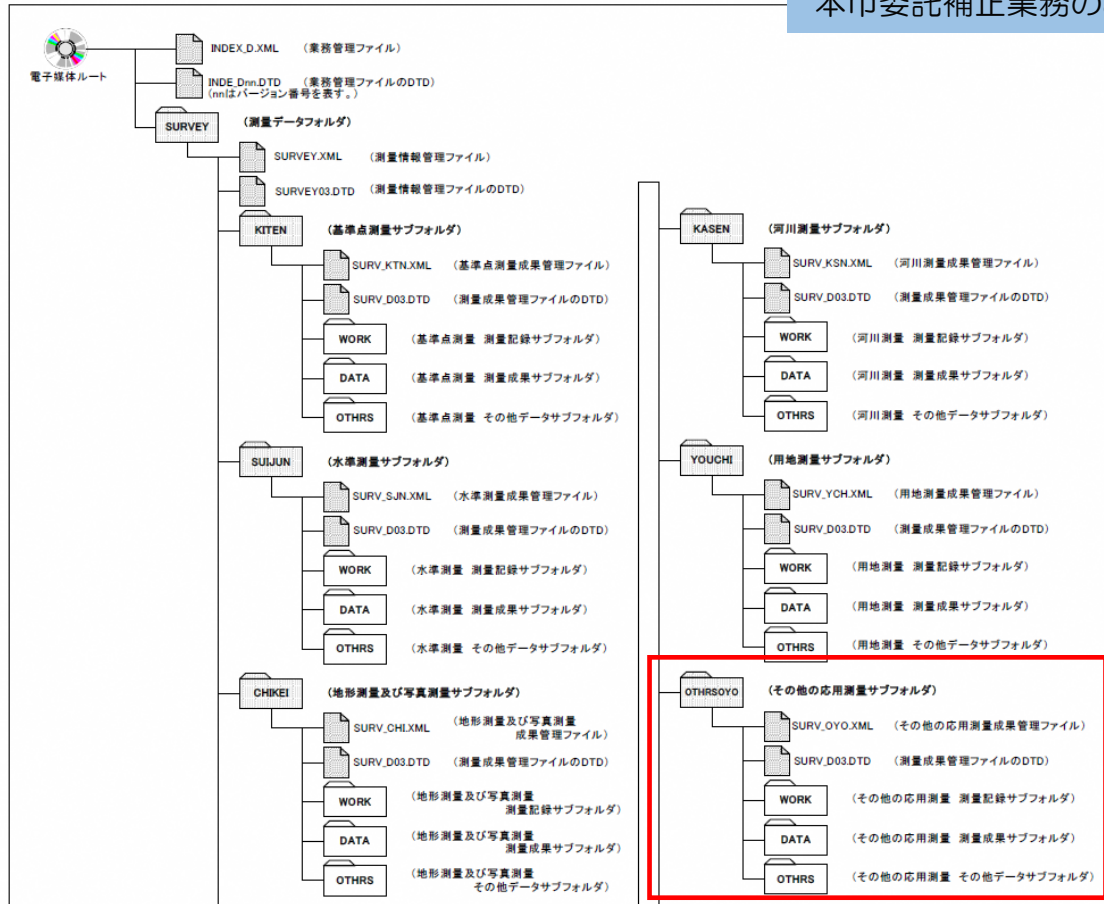 本市委託補正業務の
電子媒体ルート
INDEX_D.XML （業務管理ファイル）
INDE_Dnn.DTD （業務管理ファイルのDTD）
(nnはバージョン番号を表す。)
SURVEY （測量データフォルダ）
SURVEY.XML （測量情報管理ファイル）
SURVEY03.DTD （測量情報管理ファイルのDTD）
KITEN （基準点測量サブフォルダ）
SURV_KTN.XML （基準点測量成果管理ファイル）
SURV_D03.DTD （測量成果管理ファイルのDTD）
WORK （基準点測量 測量記録サブフォルダ）
DATA （基準点測量 測量成果サブフォルダ）
OTHRS （基準点測量 その他データサブフォルダ）
SUIJUN （水準測量サブフォルダ）
SURV_SJN.XML （水準測量成果管理ファイル）
SURV_D03.DTD （測量成果管理ファイルのDTD）
WORK （水準測量 測量記録サブフォルダ）
DATA （水準測量 測量成果サブフォルダ）
OTHRS （水準測量 その他データサブフォルダ）
CHIKEI （地形測量及び写真測量サブフォルダ）
SURV_CHI.XML （地形測量及び写真測量
成果管理ファイル）
SURV_D03.DTD （測量成果管理ファイルのDTD）
WORK （地形測量及び写真測量
測量記録サブフォルダ）
DATA （地形測量及び写真測量
測量成果サブフォルダ）
OTHRS （地形測量及び写真測量
その他データサブフォルダ）
KASEN （河川測量サブフォルダ）
SURV_KSN.XML （河川測量成果管理ファイル）
SURV_D03.DTD （測量成果管理ファイルのDTD）
WORK （河川測量 測量記録サブフォルダ）
DATA （河川測量 測量成果サブフォルダ）
OTHRS （河川測量 その他データサブフォルダ）
YOUCHI （用地測量サブフォルダ）
SURV_YCH.XML （用地測量成果管理ファイル）
SURV_D03.DTD （測量成果管理ファイルのDTD）
WORK （用地測量 測量記録サブフォルダ）
DATA （用地測量 測量成果サブフォルダ）
OTHRS （用地測量 その他データサブフォルダ）
OTHRSOYO （その他の応用測量サブフォルダ）
SURV_OYO.XML （その他の応用測量成果管理ファイル）
SURV_D03.DTD （測量成果管理ファイルのDTD）
WORK （その他の応用測量 測量記録サブフォルダ）
DATA （その他の応用測量 測量成果サブフォルダ）
OTHRS （その他の応用測量 その他データサブフォルダ）